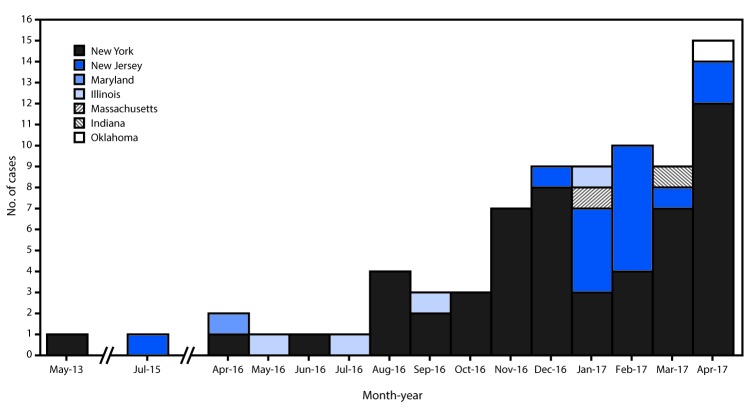 16
15
14
13
12
11
10
9
8
7
6
5
4
3
2
1
0
No. of cases
New York
New Jersey
Maryland
Illinois
Massachusetts
Indiana
Oklahoma
May-13 Jul-15 Apr-16 May-16 Jun-16 Jul-16 Aug-16 Sep-16 Oct-16 Nov-16 Dec-16 Jan-17 Feb-17 Mar-17 Apr-17
Month-year